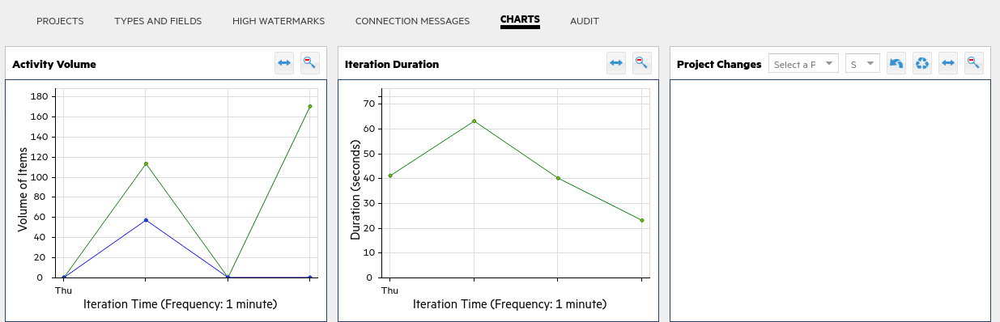 PROJECTS TYPES AND FIELDS HIGH WATERMARKS CONNECTION MESSAGES CHARTS AUDIT
Activity Volume
180
160
140
120
100
80
60
40
20
0
Volume of Items
Thu
Iteration Time (Frequency: 1 minute)
Iteration Duration
70
60
50
40
30
20
10
0
Duration (seconds)
Thu
Iteration Time (Frequency: 1 minute)
Project Changes Select a P S